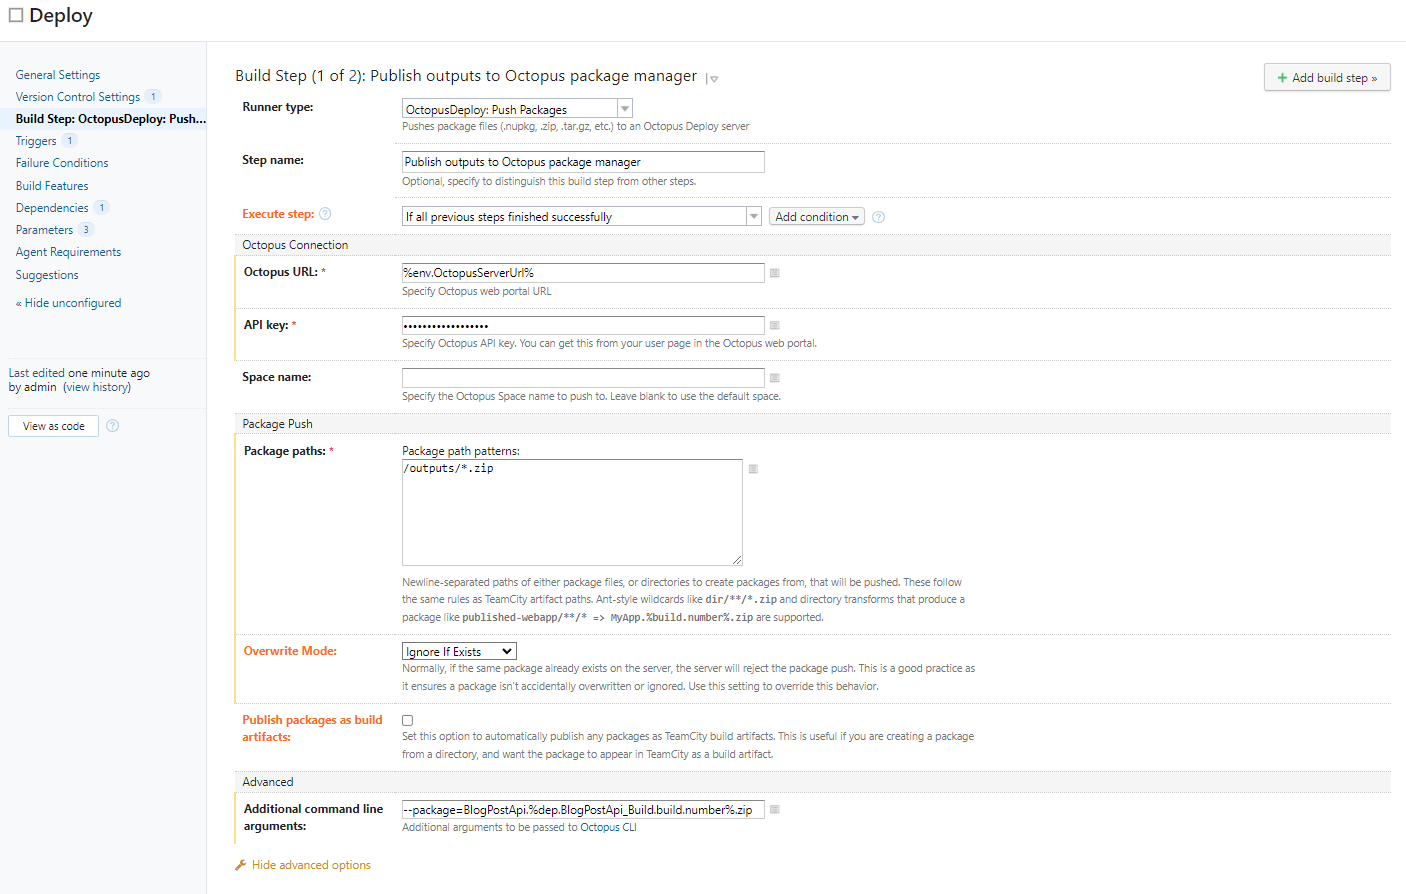 Deploy
General Settings
Version Control Settings 1
Build Step: OctopusDeploy: Push...
Triggers 1
Failure Conditions
Build Features
Dependencies 1
Parameters 3
Agent Requirements
Suggestions
« Hide unconfigured
Last edited one minute ago
by admin (view history)
View as code ?
Build Step (1 of 2): Publish outputs to Octopus package manager
+ Add build step »
Runner type:
OctopusDeploy: Push Packages
Pushes package files (.nupkg, .zip, .tar.gz, etc.) to an Octopus Deploy server
Step name:
Publish outputs to Octopus package manager
Optional, specify to distinguish this build step from other steps.
Execute step: ?
If all previous steps finished successfully
Add condition ?
Octopus Connection
Octopus URL: *
%env.OctopusServerUrl%
Specify Octopus web portal URL
API key: *
••••••••••••••••••
Specify Octopus API key. You can get this from your user page in the Octopus web portal.
Space name:
Specify the Octopus Space name to push to. Leave blank to use the default space.
Package Push
Package paths: *
Package path patterns:
/outputs/*.zip
Newline-separated paths of either package files, or directories to create packages from, that will be pushed. These follow
the same rules as TeamCity artifact paths. Ant-style wildcards like dir/**/*.zip and directory transforms that produce a
package like published-webapp/**/* => MyApp.%build.number%.zip are supported.
Overwrite Mode:
Ignore If Exists
Normally, if the same package already exists on the server, the server will reject the package push. This is a good practice as
it ensures a package isn't accidentally overwritten or ignored. Use this setting to override this behavior.
Publish packages as build
artifacts:
Set this option to automatically publish any packages as TeamCity build artifacts. This is useful if you are creating a package
from a directory, and want the package to appear in TeamCity as a build artifact.
Advanced
Additional command line
arguments:
--package=BlogPostApi.%dep.BlogPostApi_Build.build.number%.zip
Additional arguments to be passed to Octopus CLI
Hide advanced options